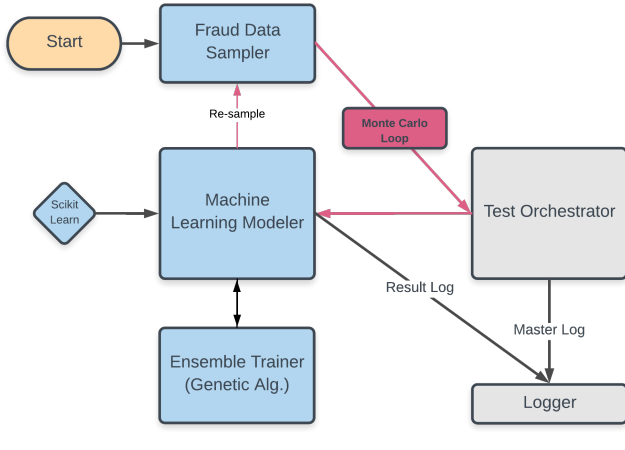 Start
Fraud Data
Sampler
Re-sample
Monte Carlo
Loop
Scikit
Learn
Machine
Learning Modeler
Test Orchestrator
Result Log
Master Log
Ensemble Trainer
(Genetic Alg.)
Logger